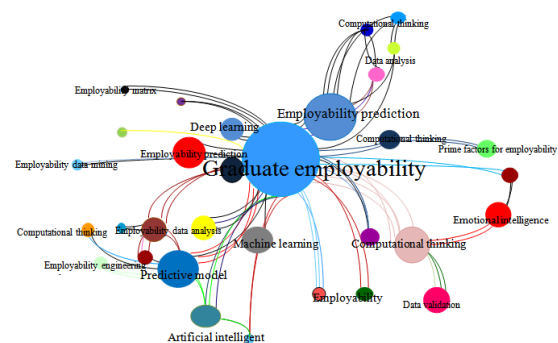 Computational thinking
Data analysis
Employability matrix
Employability prediction
Deep learning
Computational thinking
Prime factors for employability
Employability prediction
Employability data mining
Graduate employability
Emotional intelligence
Computational thinking
Employability data analysis
Machine learning
Computational thinking
Employability engineering
Predictive model
Employability
Data validation
Artificial intelligent